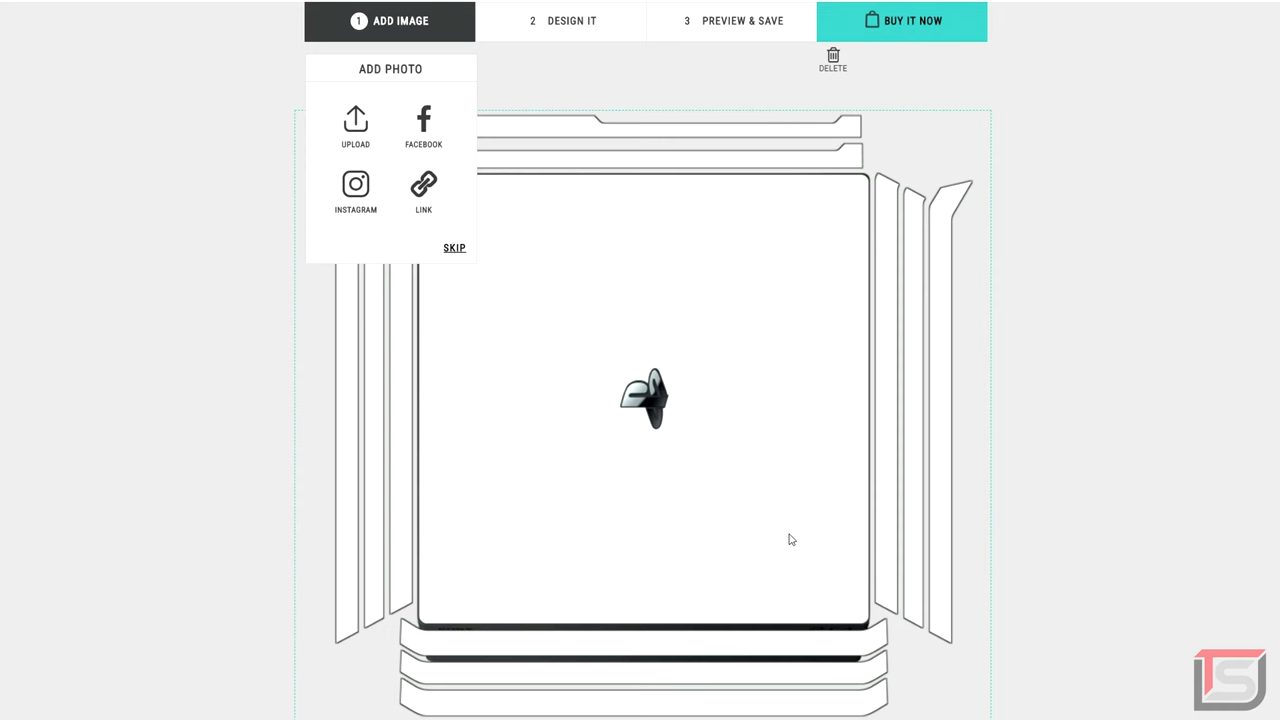 1 ADD IMAGE
2 DESIGN IT
3 PREVIEW & SAVE
BUY IT NOW
DELETE
ADD PHOTO
UPLOAD
FACEBOOK
INSTAGRAM
LINK
SKIP